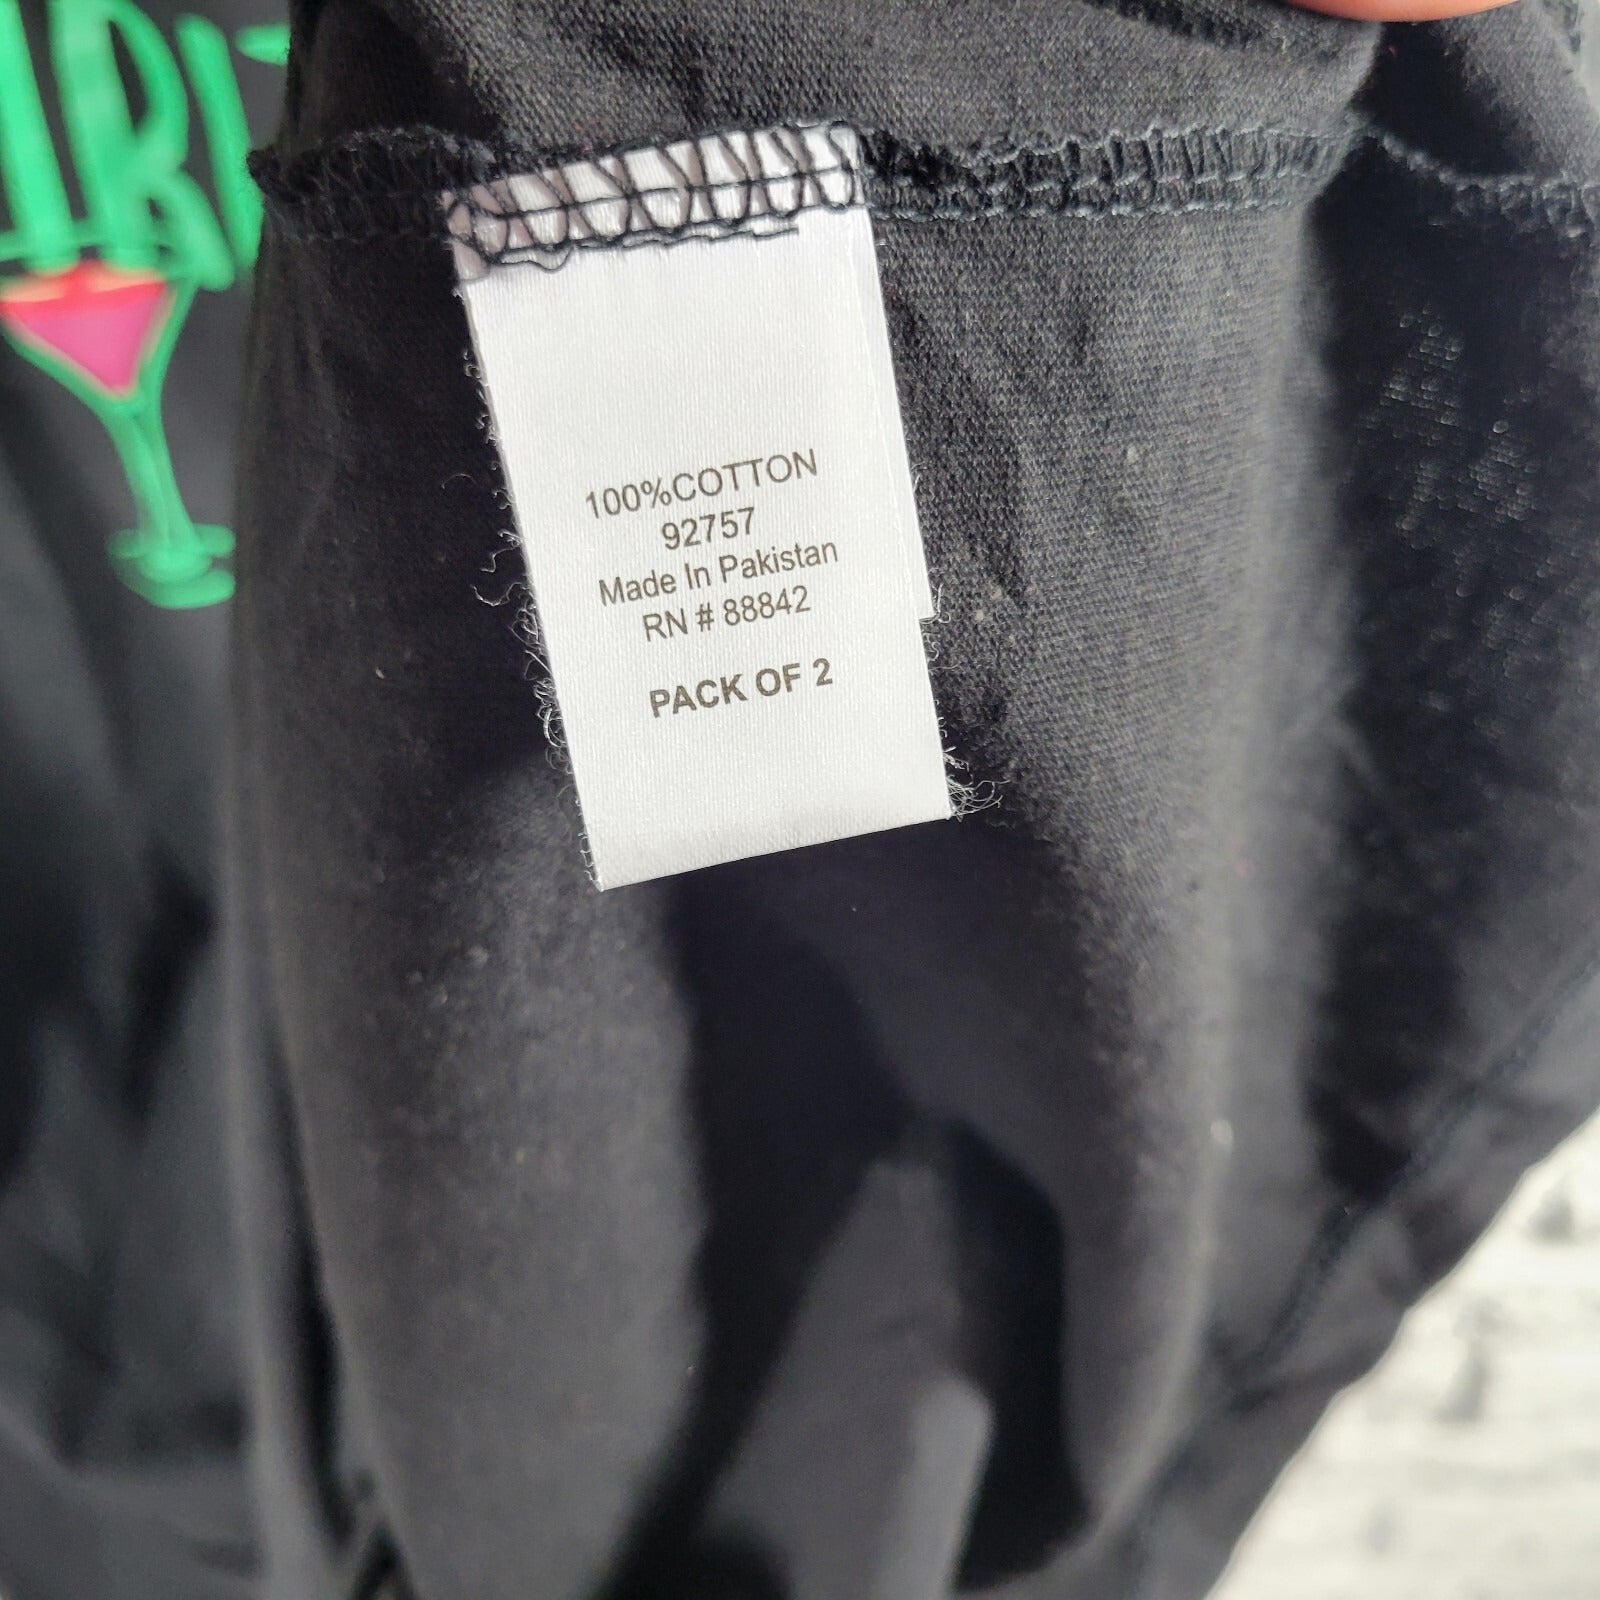 100%COTTON
92757
Made In Pakistan
RN # 88842
PACK OF 2